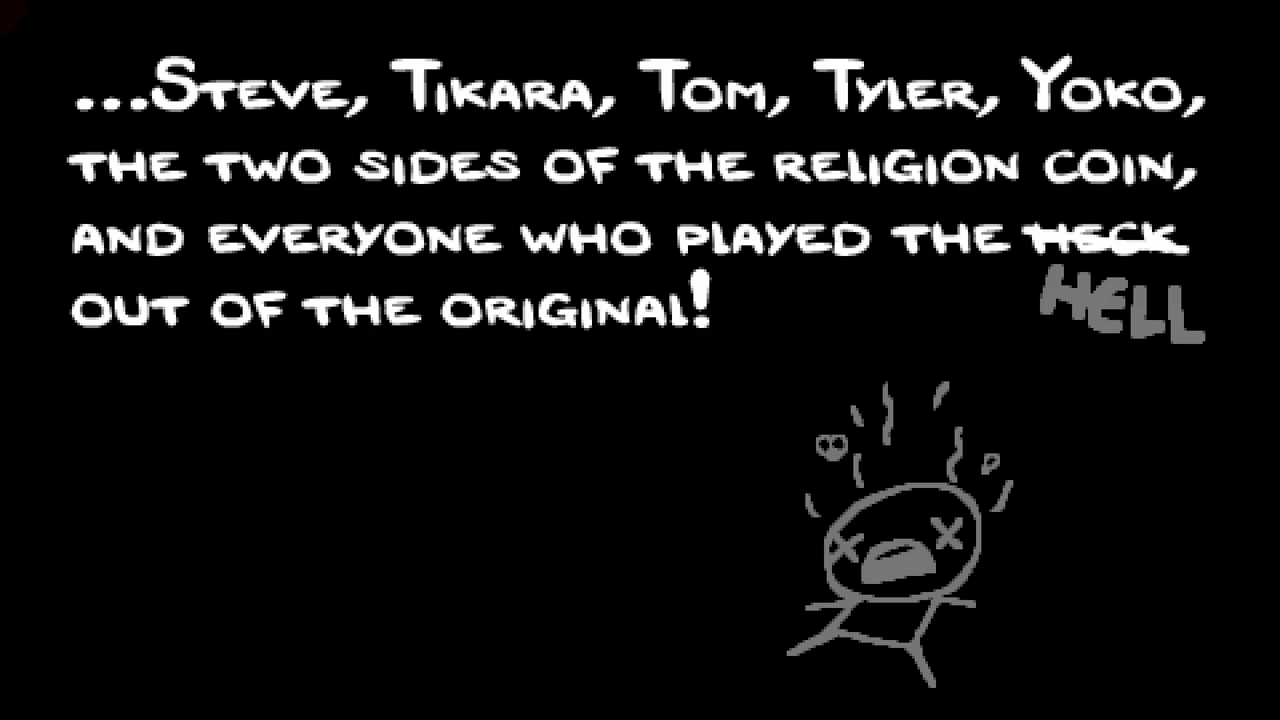 ...Steve, Tikara, Tom, Tyler, Yoko,
the two sides of the religion coin,
and everyone who played the heck
HELL
out of the original!